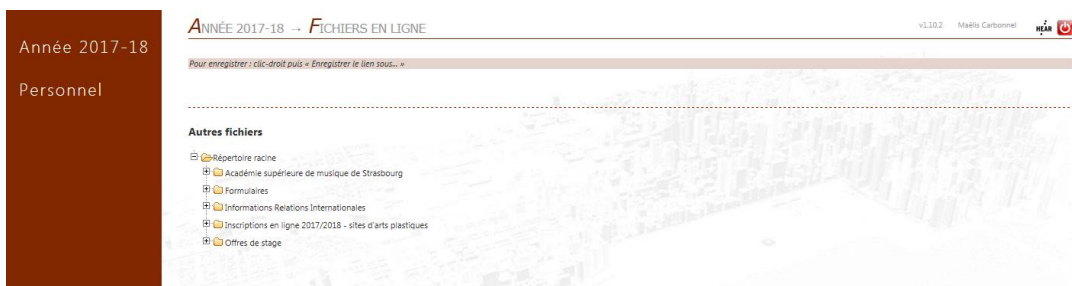 Année 2017-18
Personnel
ANNÉE 2017-18 → FICHIERS EN LIGNE
v1.10.2 Maëlis Carbonnel HEAR
Pour enregistrer : clic-droit puis « Enregistrer le lien sous... »
Autres fichiers
Répertoire racine
Académie supérieure de musique de Strasbourg
Formulaires
Informations Relations Internationales
Inscriptions en ligne 2017/2018 - sites d'arts plastiques
Offres de stage